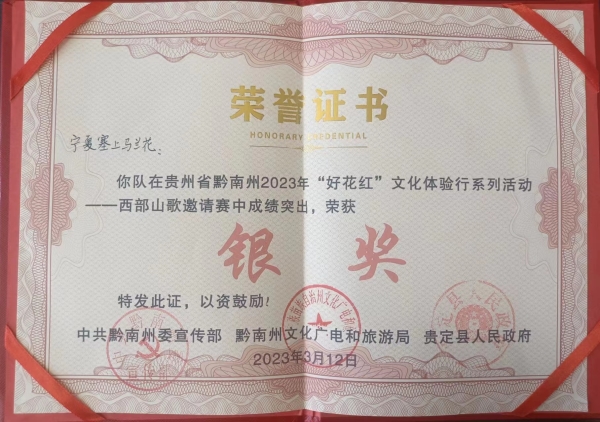 荣誉证书
HONORARY CREDENTIAL
宁夏塞上马兰花：
你队在贵州省黔南州2023年“好花红”文化体验行系列活动
——西部山歌邀请赛中成绩突出，荣获
银奖
特发此证，以资鼓励！
中共黔南州委宣传部 黔南州文化广电和旅游局 贵定县人民政府
2023年3月12日